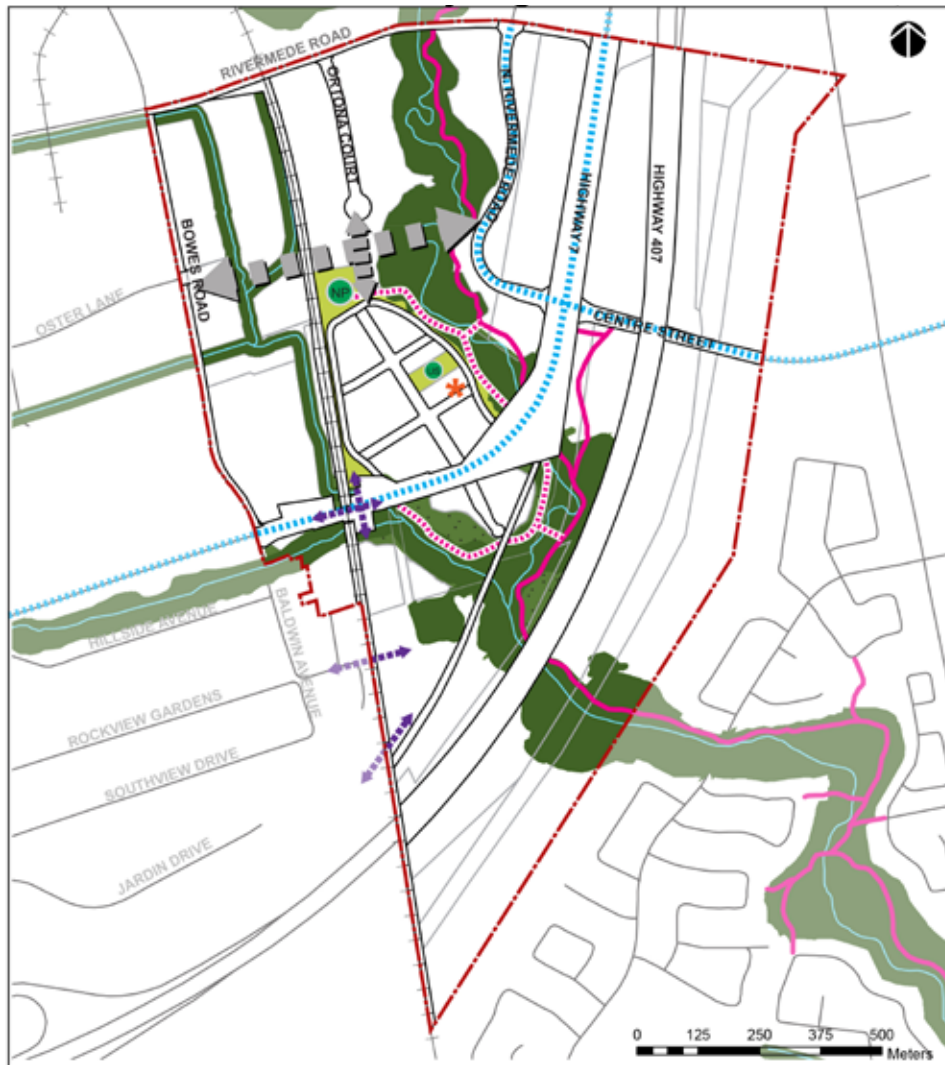 RIVERMEDE ROAD
ORTONA COURT
N. RIVERMEDE ROAD
HIGHWAY 7
HIGHWAY 407
BOWES ROAD
OSTER LANE
NP
CENTRE STREET
HILLSIDE AVENUE
BALDWIN AVENUE
ROCKVIEW GARDENS
SOUTHVIEW DRIVE
JARDIN DRIVE
0 125 250 375 500
Meters